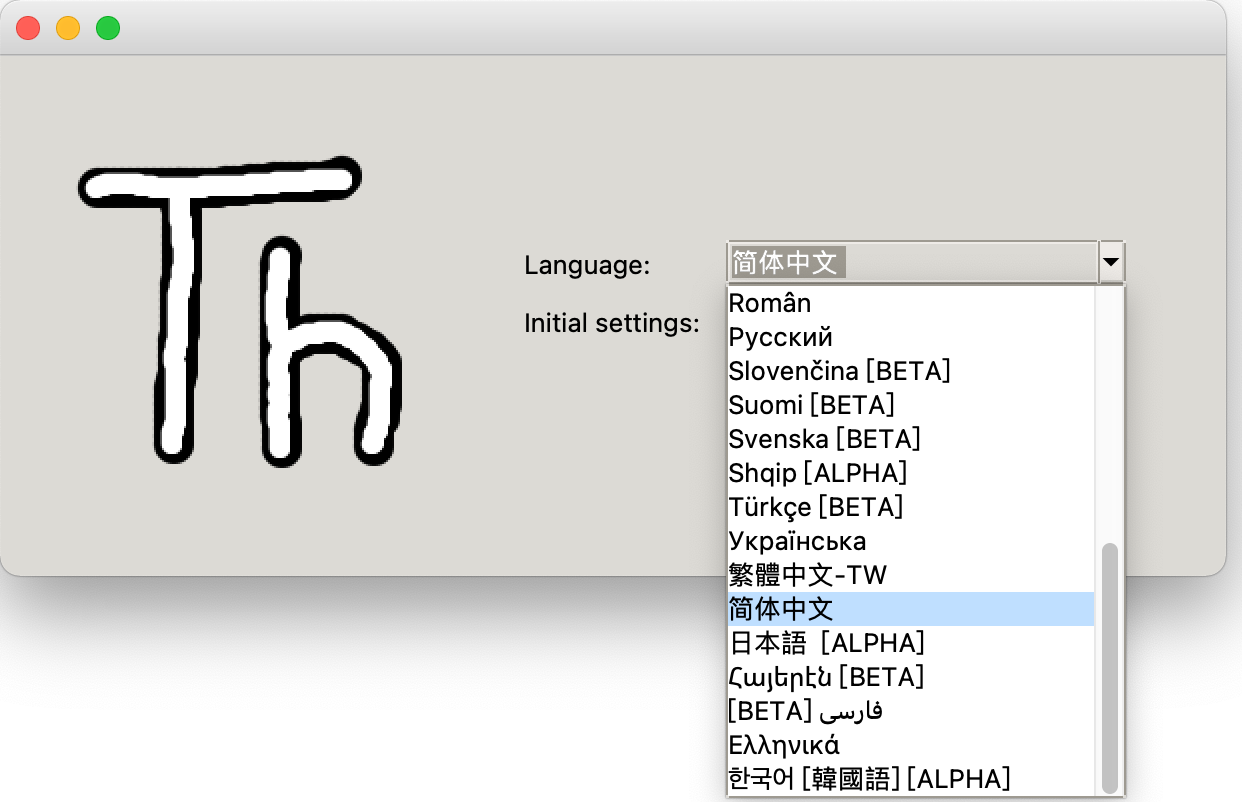 Th
Language:
简体中文
Initial settings:
Român
Русский
Slovenčina [BETA]
Suomi [BETA]
Svenska [BETA]
Shqip [ALPHA]
Türkçe [BETA]
Українська
繁體中文-TW
简体中文
日本語  [ALPHA]
Հայերէն [BETA]
[BETA] فارسی
Ελληνικά
한국어 [韓國語] [ALPHA]